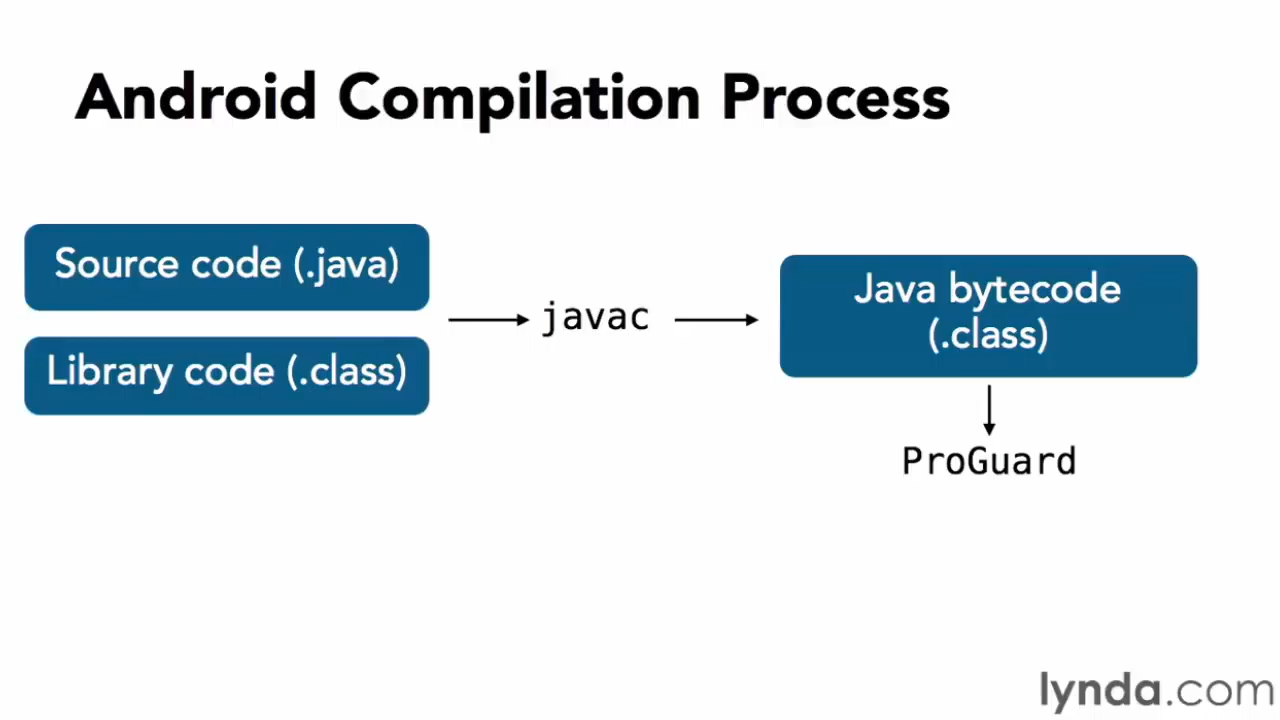 Android Compilation Process
Source code (.java)
Library code (.class)
javac
Java bytecode
(.class)
ProGuard
lynda.com